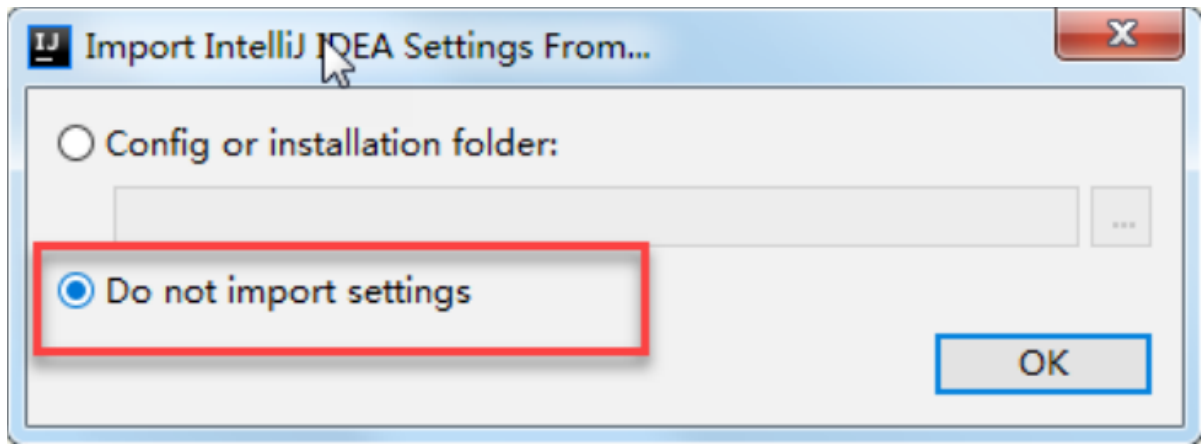 IJ Import IntelliJ IDEA Settings From...
Config or installation folder:
...
Do not import settings
OK